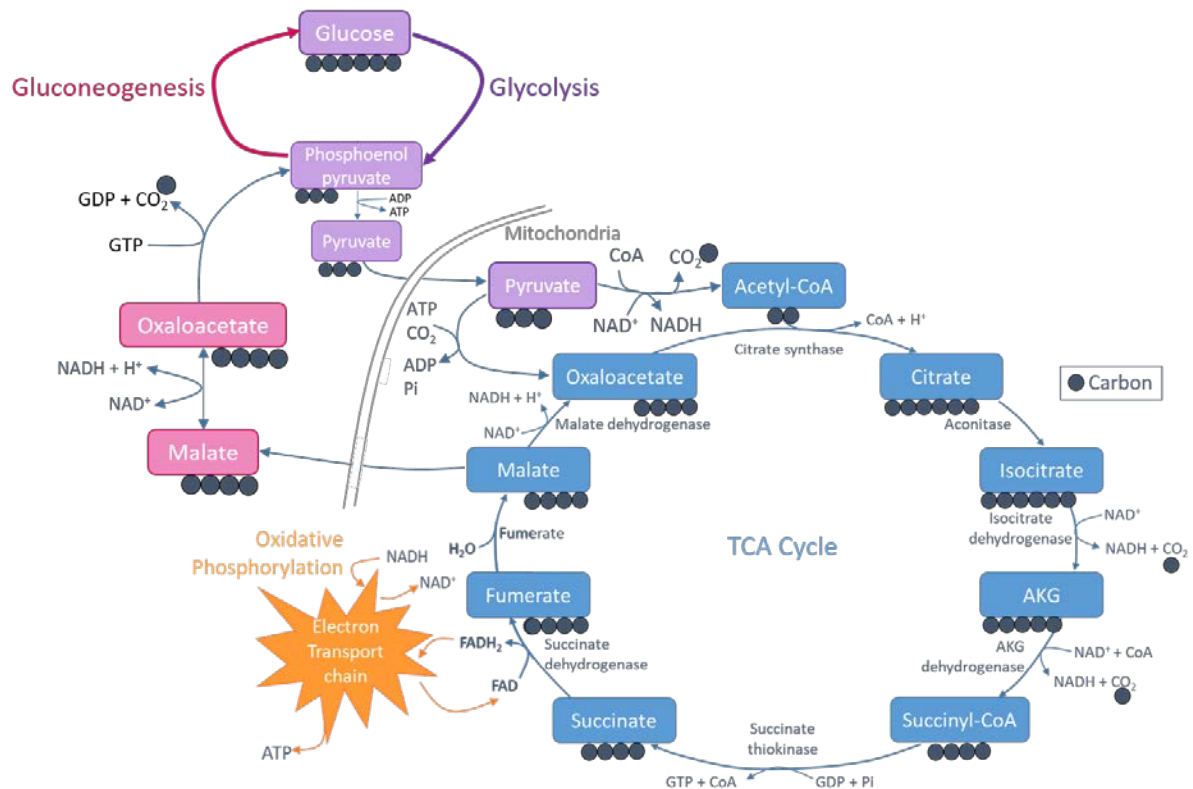 Glucose
Gluconeogenesis
Glycolysis
Phosphoenol
pyruvate
ADP
ATP
GDP + CO2
GTP
Pyruvate
Mitochondria
Pyruvate
CoA
CO2
NAD+
NADH
Acetyl-CoA
CoA + H+
Citrate synthase
ATP
CO2
ADP
Pi
Oxaloacetate
NADH + H+
NAD+
Malate
Oxaloacetate
NADH + H+
NAD+
Malate dehydrogenase
Citrate
Aconitase
Carbon
Malate
Isocitrate
Isocitrate
dehydrogenase
NAD+
NADH + CO2
TCA Cycle
H2O
Fumerate
Oxidative
Phosphorylation
NADH
NAD+
Fumerate
AKG
Electron
Transport
chain
FADH2
FAD
Succinate
dehydrogenase
AKG
dehydrogenase
NAD+ + CoA
NADH + CO2
ATP
Succinate
Succinate
thiokinase
Succinyl-CoA
GTP + CoA
GDP + Pi